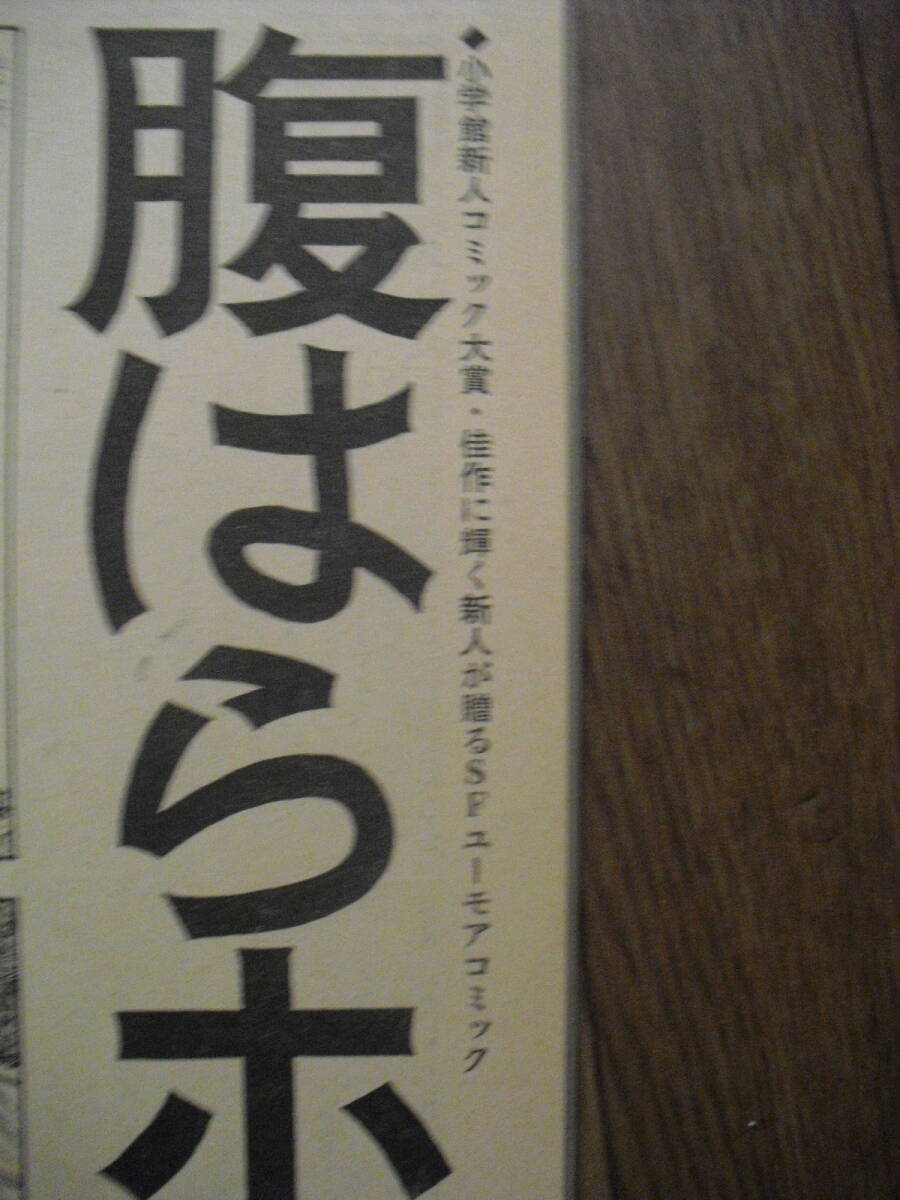 ◆小学館新人コミック大賞・佳作に輝く新人が贈るSFユーモアコミック
腹はらホ